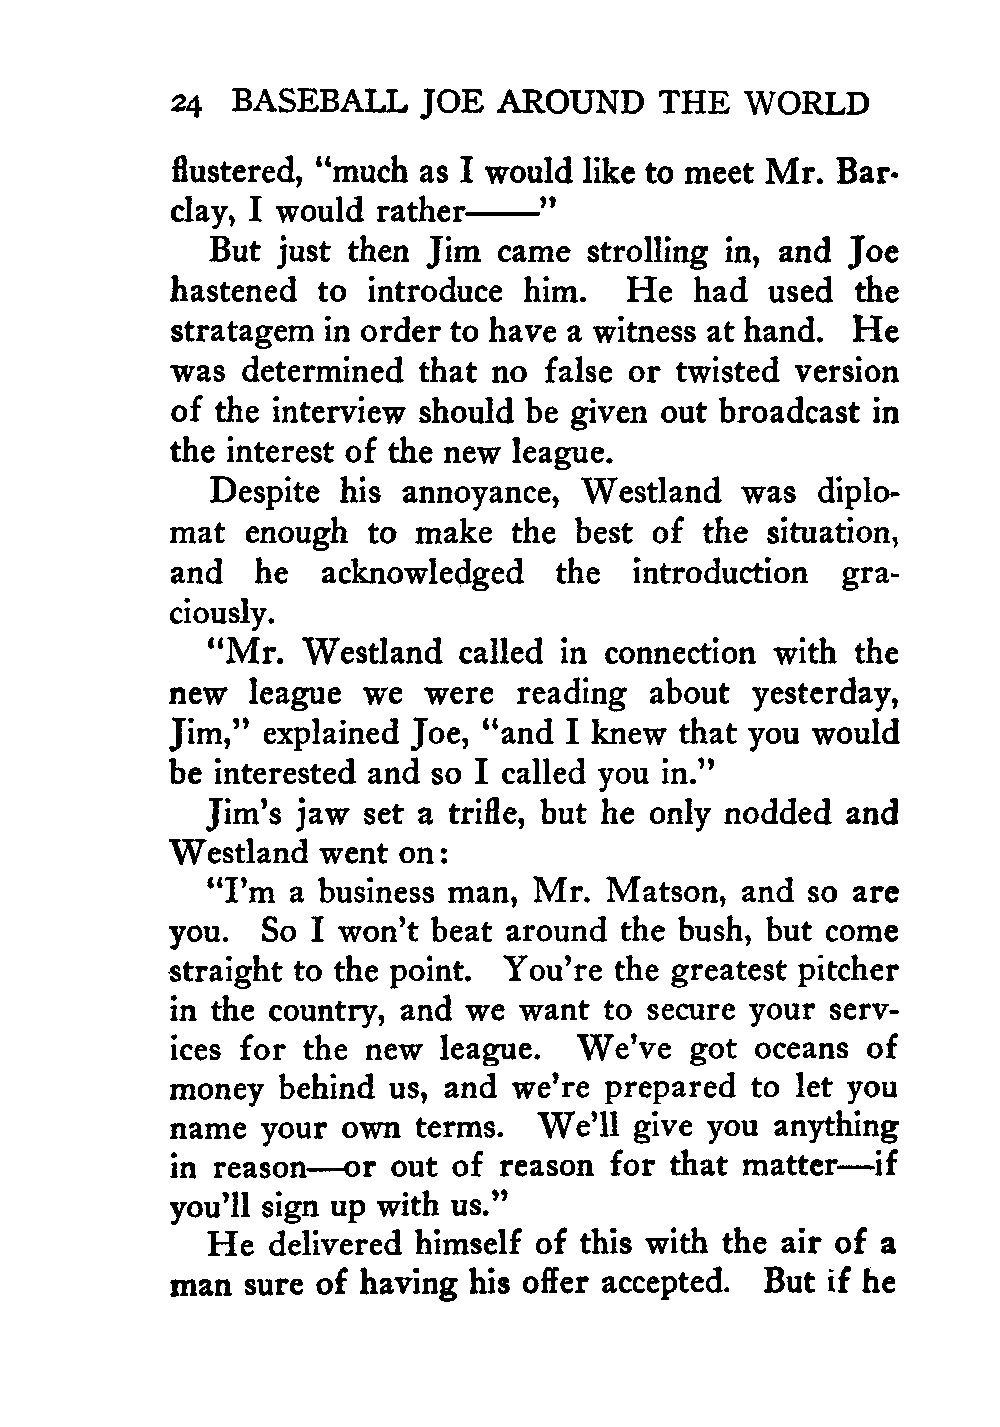 24 BASEBALL JOE AROUND THE WORLD
flustered, "much as I would like to meet Mr. Bar-
clay, I would rather——"
But just then Jim came strolling in, and Joe
hastened to introduce him. He had used the
stratagem in order to have a witness at hand. He
was determined that no false or twisted version
of the interview should be given out broadcast in
the interest of the new league.
Despite his annoyance, Westland was diplo-
mat enough to make the best of the situation,
and he acknowledged the introduction gra-
ciously.
"Mr. Westland called in connection with the
new league we were reading about yesterday,
Jim," explained Joe, "and I knew that you would
be interested and so I called you in."
Jim's jaw set a trifle, but he only nodded and
Westland went on:
"I'm a business man, Mr. Matson, and so are
you. So I won't beat around the bush, but come
straight to the point. You're the greatest pitcher
in the country, and we want to secure your serv-
ices for the new league. We've got oceans of
money behind us, and we're prepared to let you
name your own terms. We'll give you anything
in reason—or out of reason for that matter—if
you'll sign up with us."
He delivered himself of this with the air of a
man sure of having his offer accepted. But if he